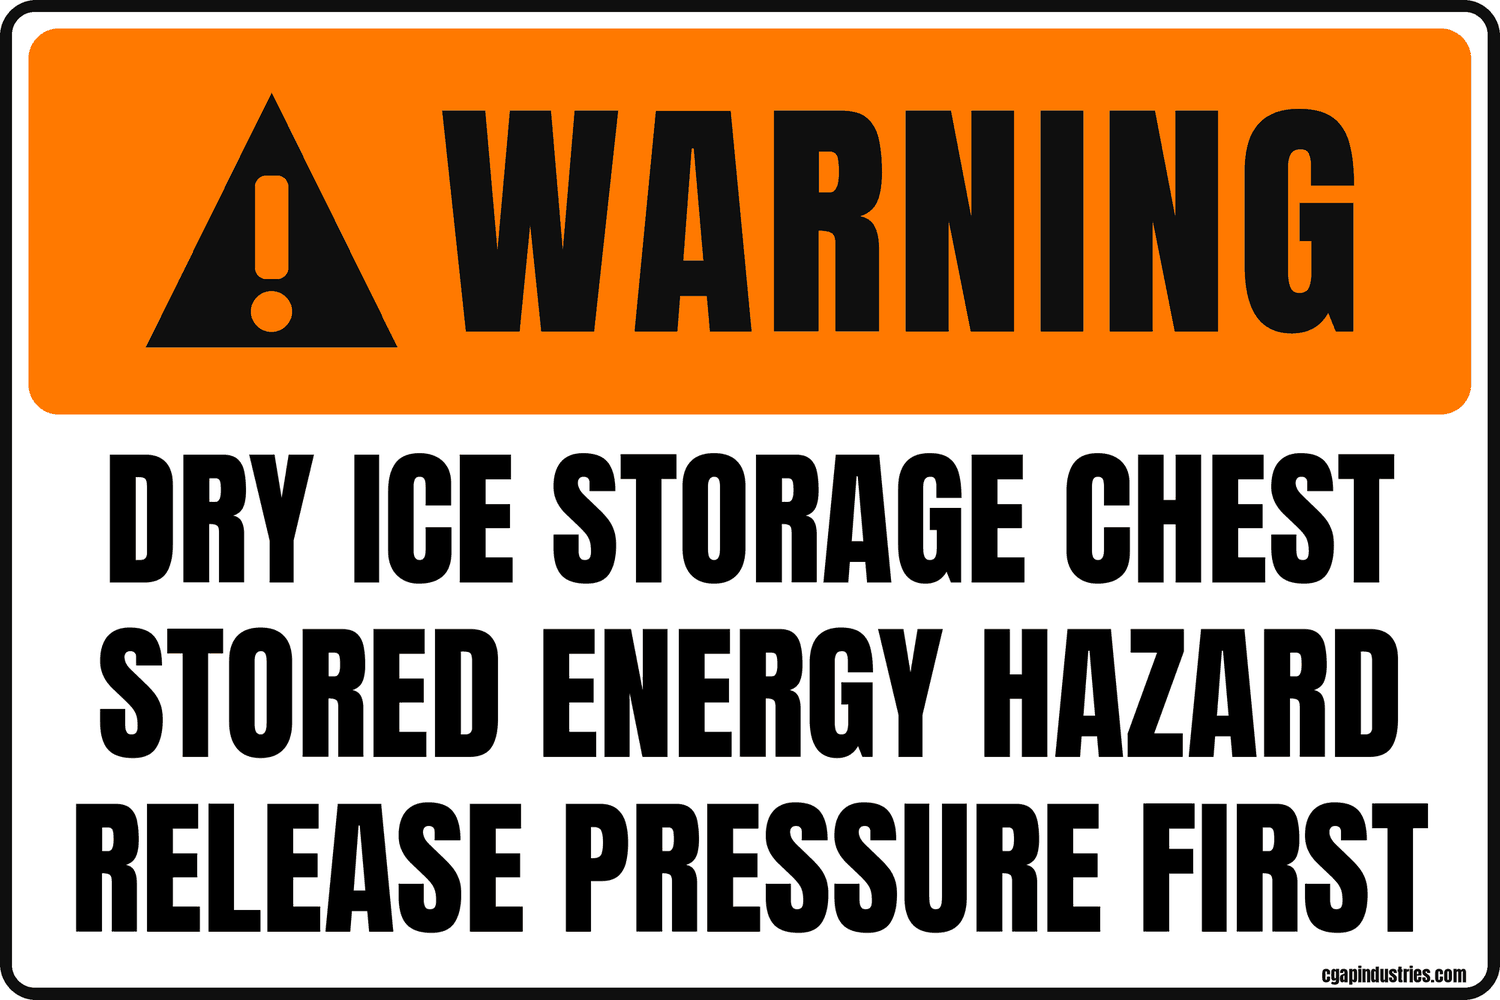 WARNING
DRY ICE STORAGE CHEST
STORED ENERGY HAZARD
RELEASE PRESSURE FIRST
cgapindustries.com